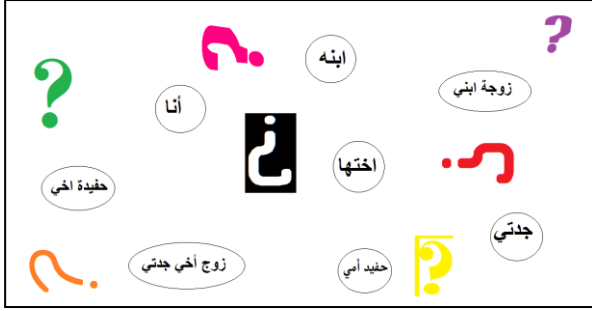 ابنه
زوجة ابني
أنا
اختها
حفيدة اخي
جدتي
زوج أخي جدتي
حفيد أمي